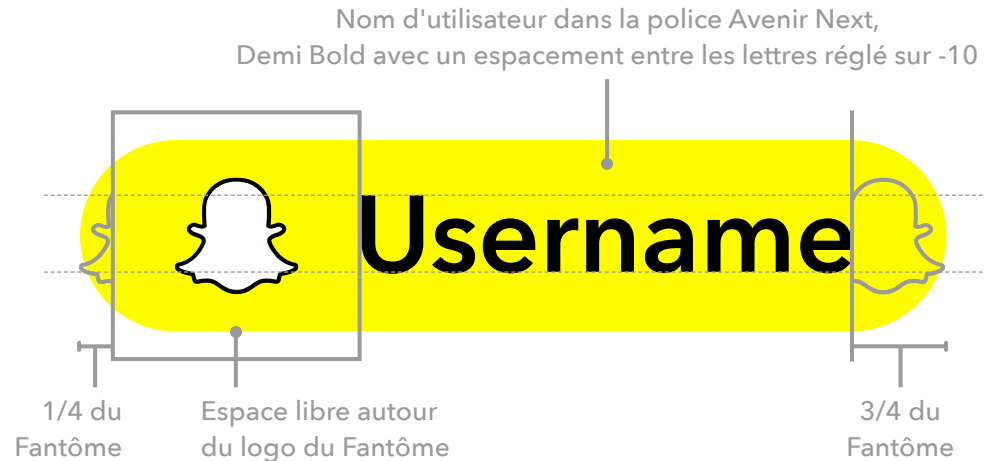 Nom d'utilisateur dans la police Avenir Next,
Demi Bold avec un espacement entre les lettres réglé sur -10
Username
1/4 du
Fantôme
Espace libre autour
du logo du Fantôme
3/4 du
Fantôme